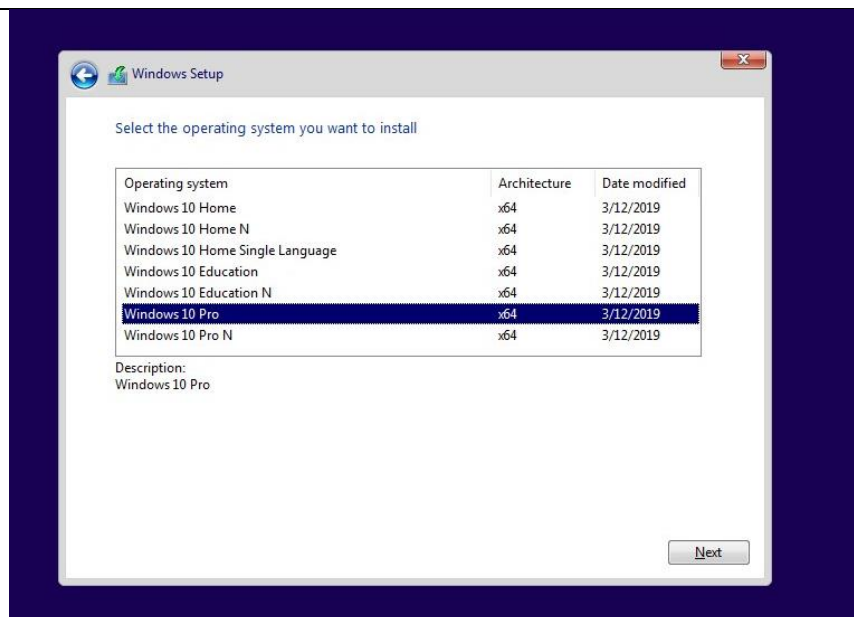 Windows Setup
Select the operating system you want to install
Operating system Architecture Date modified
Windows 10 Home x64 3/12/2019
Windows 10 Home N x64 3/12/2019
Windows 10 Home Single Language x64 3/12/2019
Windows 10 Education x64 3/12/2019
Windows 10 Education N x64 3/12/2019
Windows 10 Pro x64 3/12/2019
Windows 10 Pro N x64 3/12/2019
Description:
Windows 10 Pro
Next